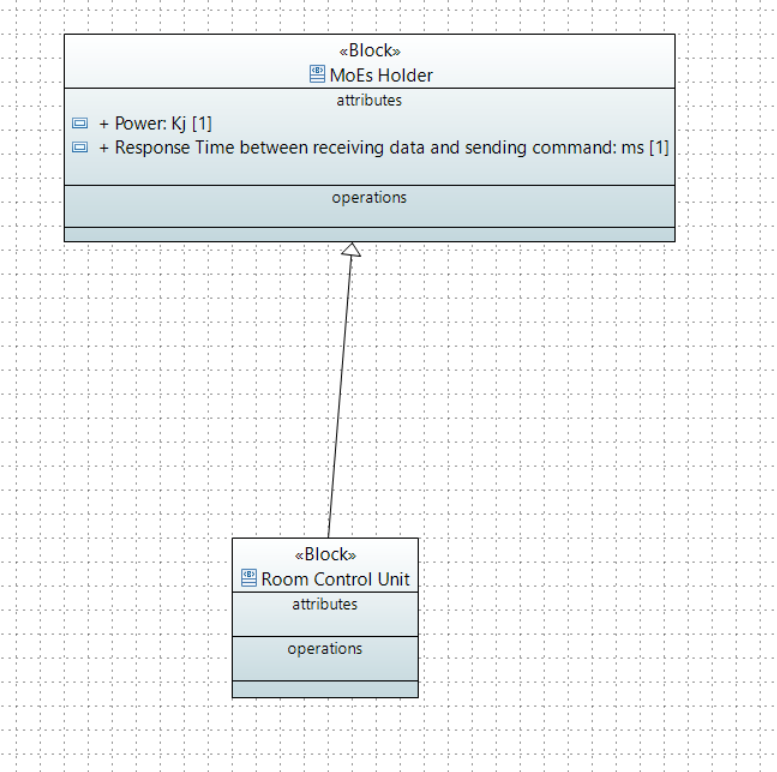 «Block»
MoEs Holder
attributes
+ Power: Kj [1]
+ Response Time between receiving data and sending command: ms [1]
operations
«Block»
Room Control Unit
attributes
operations